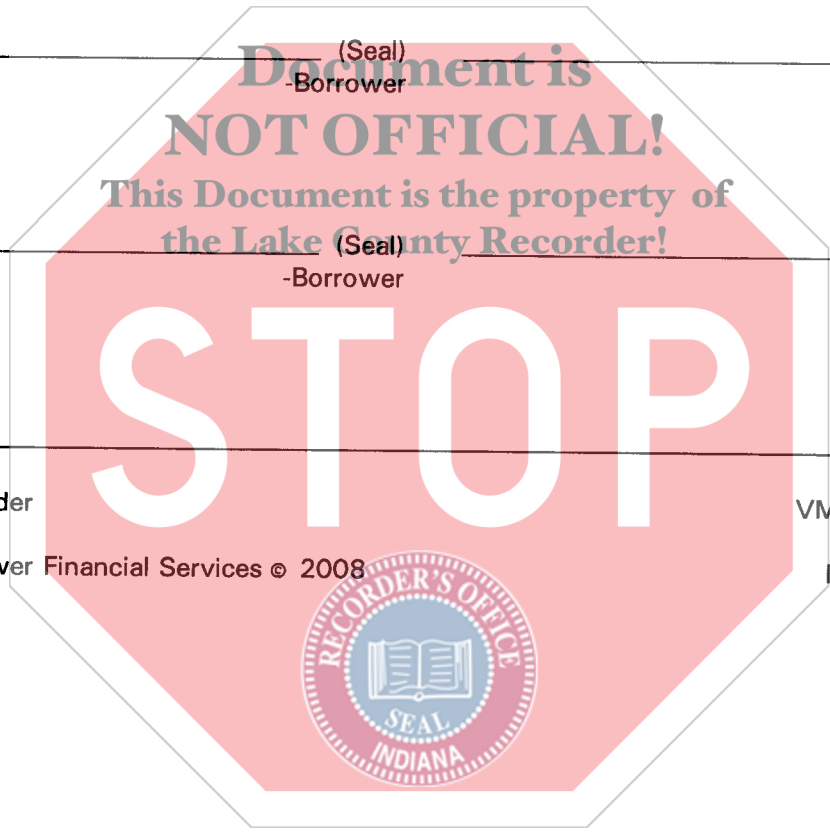 (Seal)
-Borrower
Document is
NOT OFFICIAL!
This Document is the property of
the Lake County Recorder!
(Seal)
-Borrower
STOP
der
VM
ver Financial Services © 2008
RECORDER'S OFFICE
SEAL
INDIANA